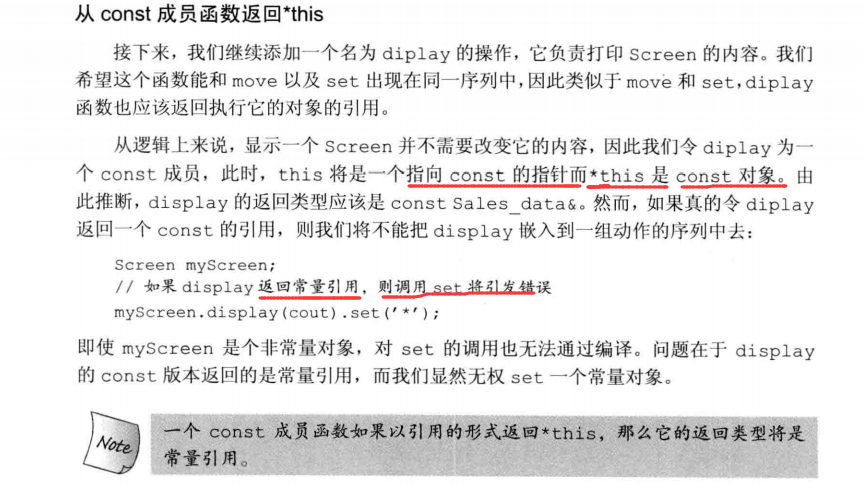 从 const 成员函数返回*this
接下来，我们继续添加一个名为 diplay 的操作，它负责打印 Screen 的内容。我们
希望这个函数能和 move 以及 set 出现在同一序列中，因此类似于 move 和 set，diplay
函数也应该返回执行它的对象的引用。
从逻辑上来说，显示一个 Screen 并不需要改变它的内容，因此我们令 diplay 为一
个 const 成员，此时，this 将是一个指向 const 的指针而*this 是 const 对象。由
此推断，display 的返回类型应该是 const Sales_data&。然而，如果真的令 diplay
返回一个 const 的引用，则我们将不能把 display 嵌入到一组动作的序列中去：
Screen myScreen;
// 如果 display 返回常量引用，则调用 set 将引发错误
myScreen.display(cout).set('*');
即使 myScreen 是个非常量对象，对 set 的调用也无法通过编译。问题在于 display
的 const 版本返回的是常量引用，而我们显然无权 set 一个常量对象。
Note
一个 const 成员函数如果以引用的形式返回*this，那么它的返回类型将是
常量引用。